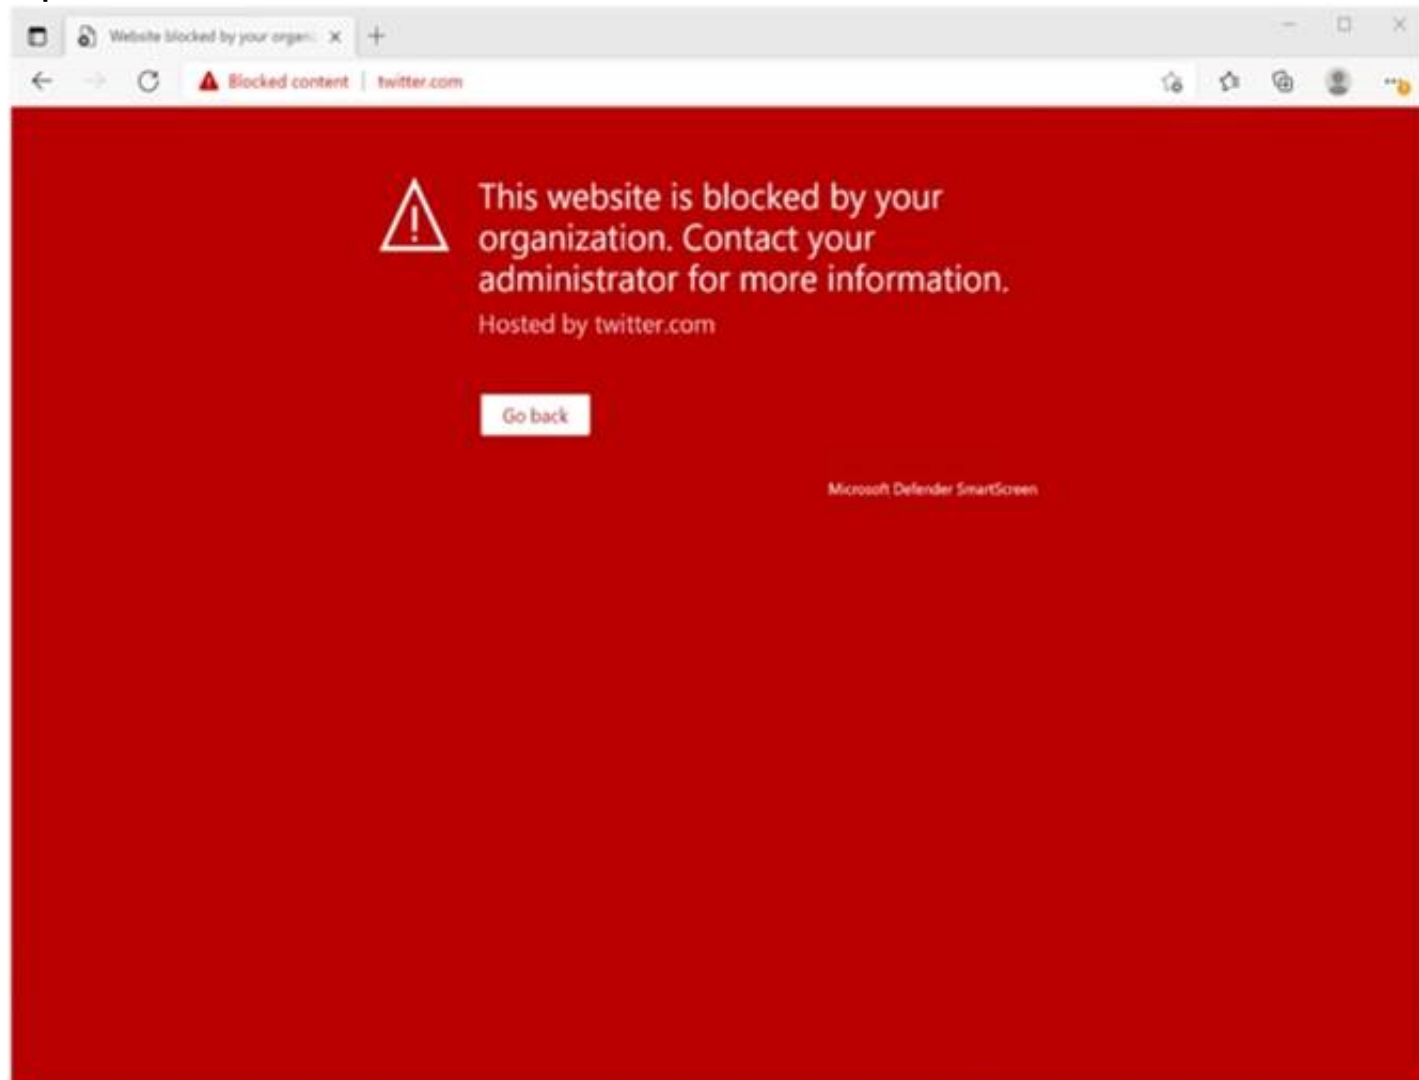 Website blocked by your organi
Blocked content | twitter.com
This website is blocked by your
organization. Contact your
administrator for more information.
Hosted by twitter.com
Go back
Microsoft Defender SmartScreen